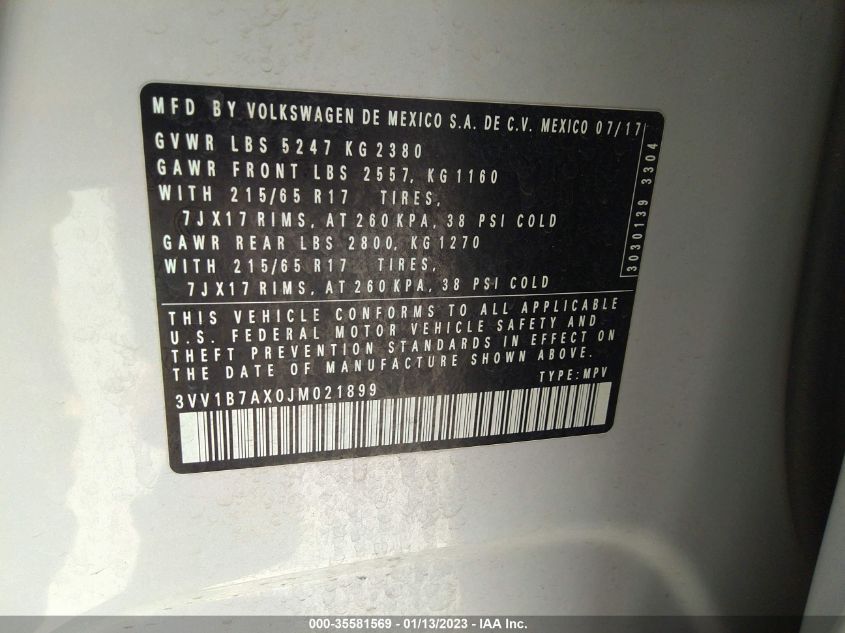 MFD BY VOLKSWAGEN DE MEXICO S.A. DE C.V. MEXICO 07/17
GVWR LBS 5247 KG 2380
GAWR FRONT LBS 2557, KG 1160
WITH 215/65 R17 TIRES,
7JX17 RIMS, AT 260 KPA, 38 PSI COLD
GAWR REAR LBS 2800, KG 1270
WITH 215/65 R17 TIRES,
7JX17 RIMS, AT 260 KPA, 38 PSI COLD
3030139 3304
THIS VEHICLE CONFORMS TO ALL APPLICABLE
U.S. FEDERAL MOTOR VEHICLE SAFETY AND
THEFT PREVENTION STANDARDS IN EFFECT ON
THE DATE OF MANUFACTURE SHOWN ABOVE.
TYPE: MPV
3VV1B7AX0JM021899
000-35581569 - 01/13/2023 - IAA Inc.